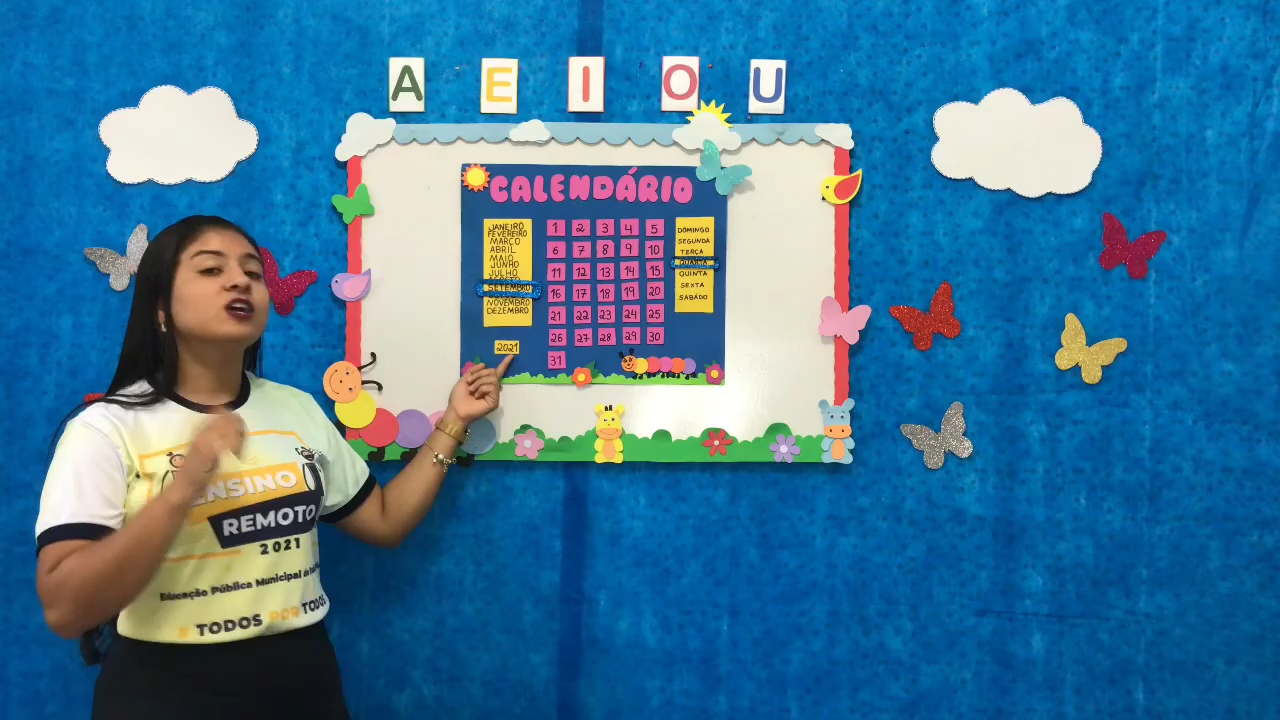 A E I O U
CALENDÁRIO
JANEIRO
FEVEREIRO
MARÇO
ABRIL
MAIO
JUNHO
JULHO
AGOSTO
SETEMBRO
NOVEMBRO
DEZEMBRO
2021
1 2 3 4 5
6 7 8 9 10
11 12 13 14 15
16 17 18 19 20
21 22 23 24 25
26 27 28 29 30
31
DOMINGO
SEGUNDA
TERÇA
QUARTA
QUINTA
SEXTA
SÁBADO
ENSINO
REMOTO
2021
Educação Pública Municipal
# TODOS POR TODOS